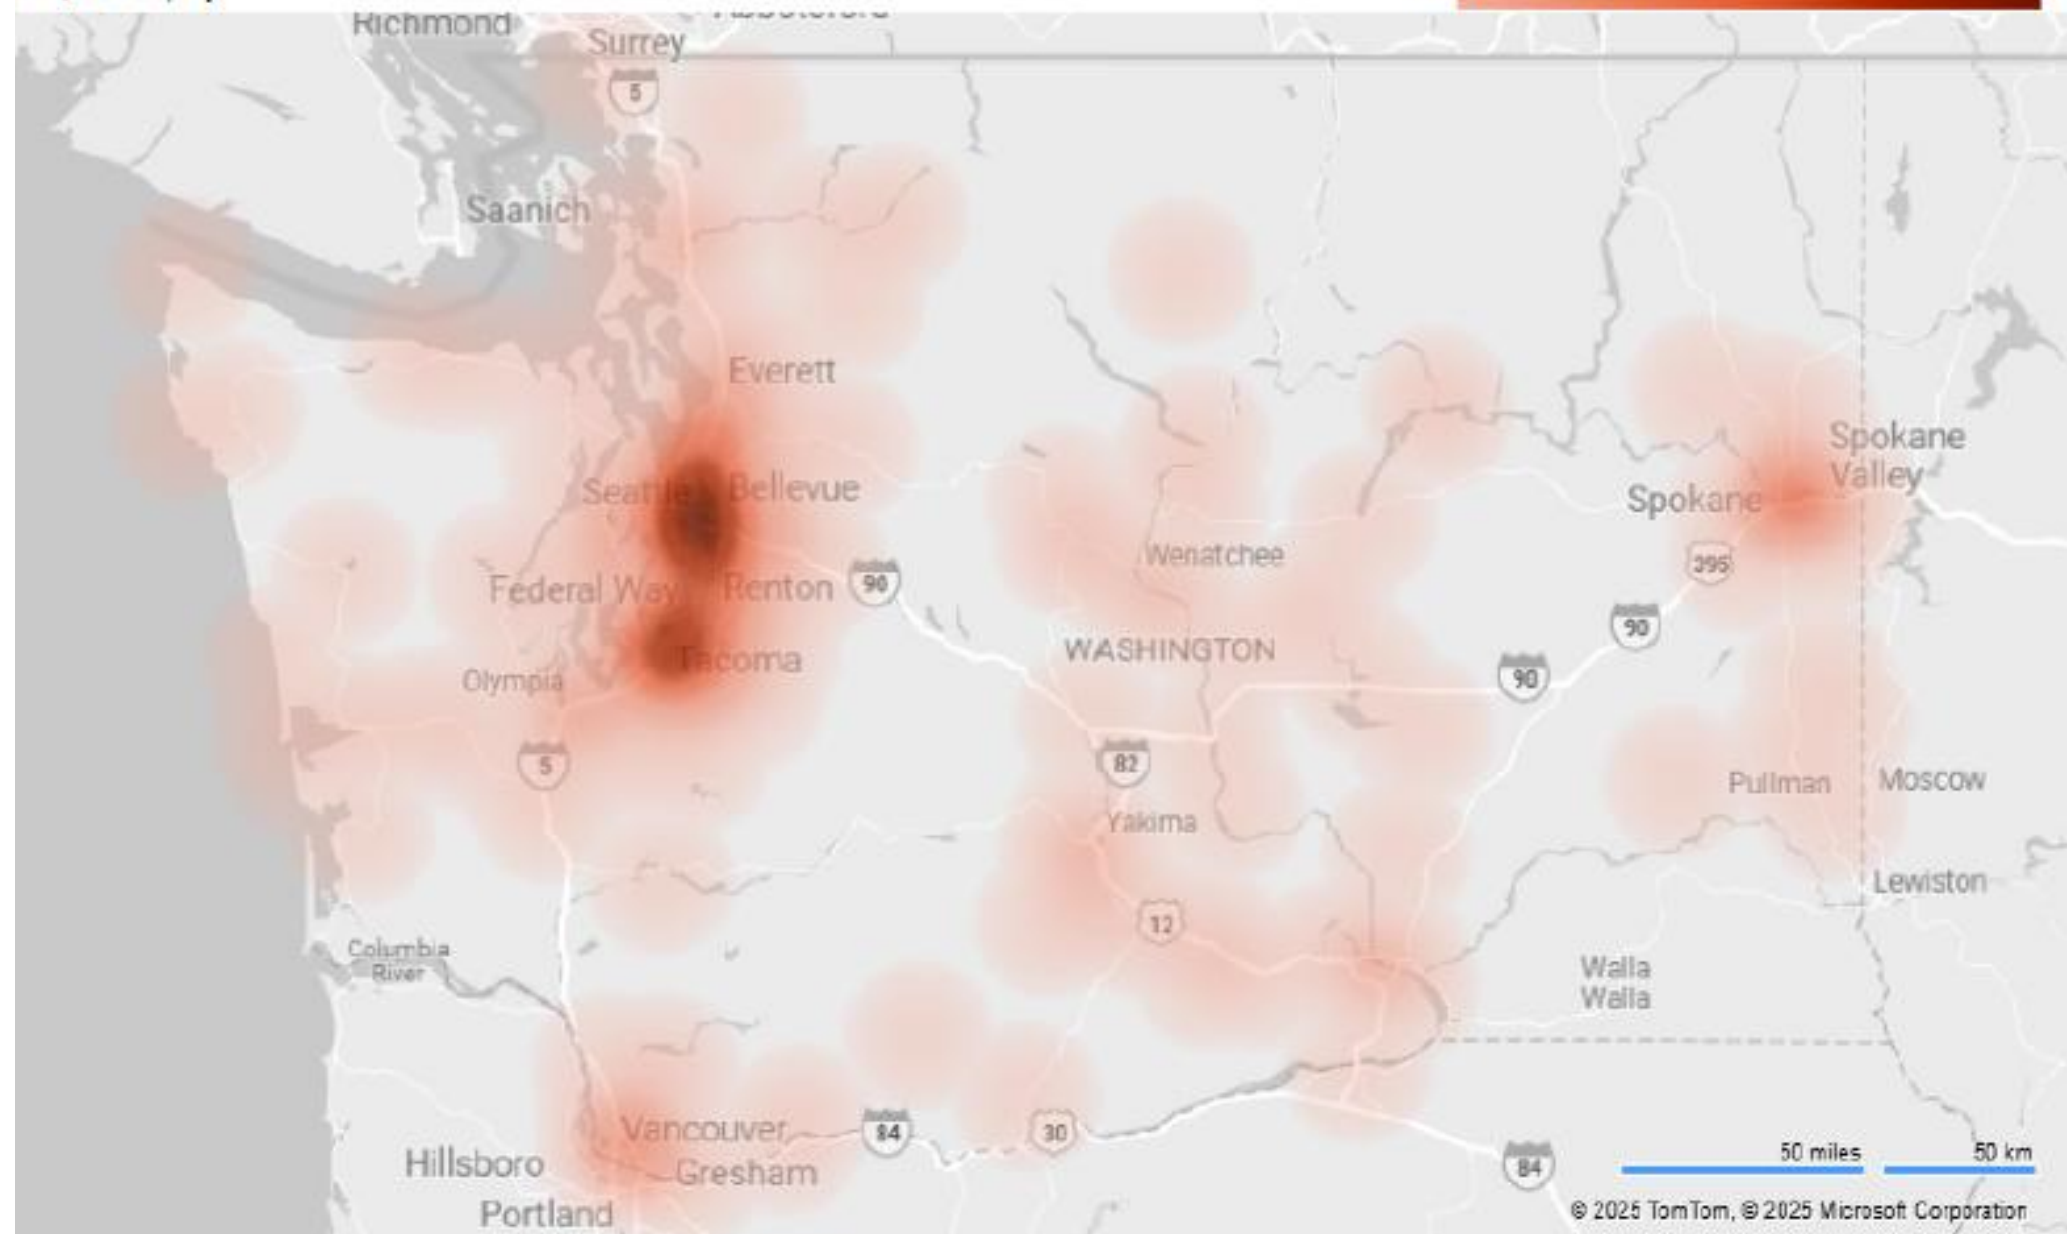 Richmond
Abbotsford
Surrey
5
Saanich
Everett
Seattle
Bellevue
Spokane
Valley
Spokane
Wenatchee
395
Federal Way
Renton
90
90
WASHINGTON
Tacoma
Olympia
90
5
82
Pullman
Moscow
Yakima
Lewiston
12
Columbia
River
Walla
Walla
Vancouver
84
30
Hillsboro
Gresham
84
50 miles
50 km
Portland
© 2025 TomTom, © 2025 Microsoft Corporation